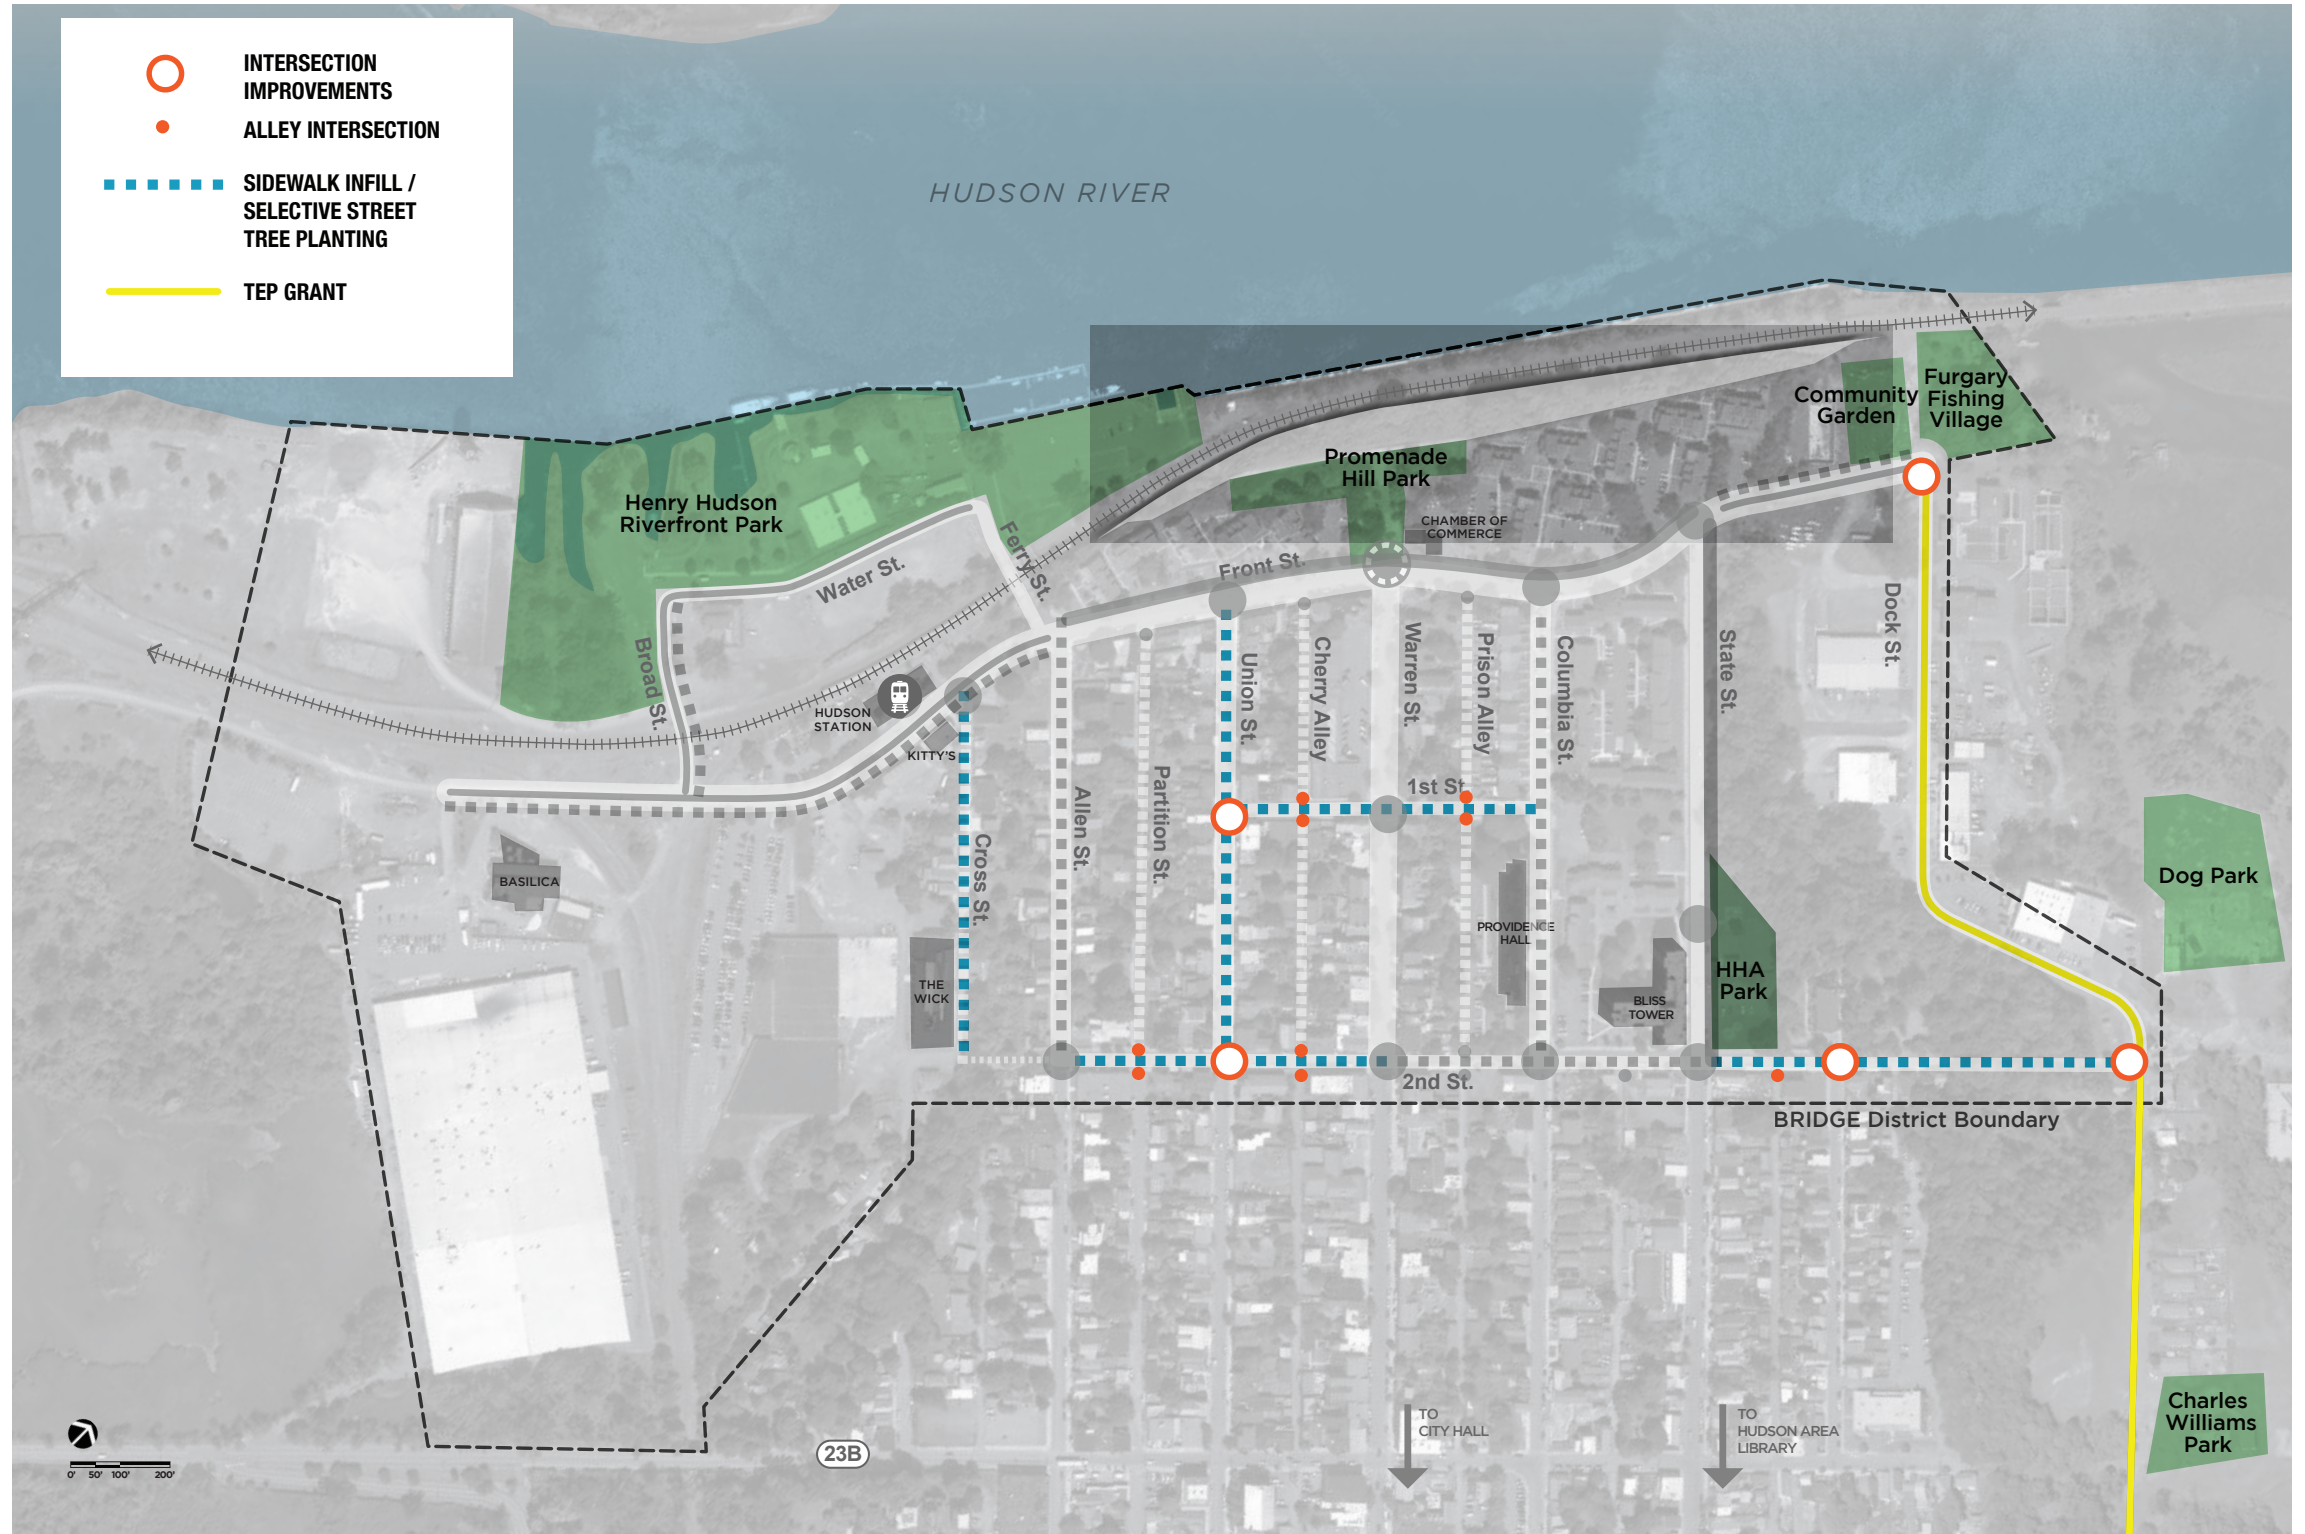 INTERSECTION
IMPROVEMENTS
ALLEY INTERSECTION
SIDEWALK INFILL /
SELECTIVE STREET
TREE PLANTING
TEP GRANT
HUDSON RIVER
Henry Hudson
Riverfront Park
Promenade
Hill Park
Community
Garden
Furgary
Fishing
Village
CHAMBER OF
COMMERCE
Ferry St.
Front St.
Water St.
Broad St.
HUDSON
STATION
KITTY'S
Cross St.
Allen St.
Partition St.
Union St.
Cherry Alley
Warren St.
Prison Alley
Columbia St.
State St.
Dock St.
1st St
BASILICA
THE
WICK
PROVIDENCE
HALL
BLISS
TOWER
HHA
Park
Dog Park
2nd St.
BRIDGE District Boundary
TO
CITY HALL
TO
HUDSON AREA
LIBRARY
Charles
Williams
Park
23B
0' 50' 100' 200'